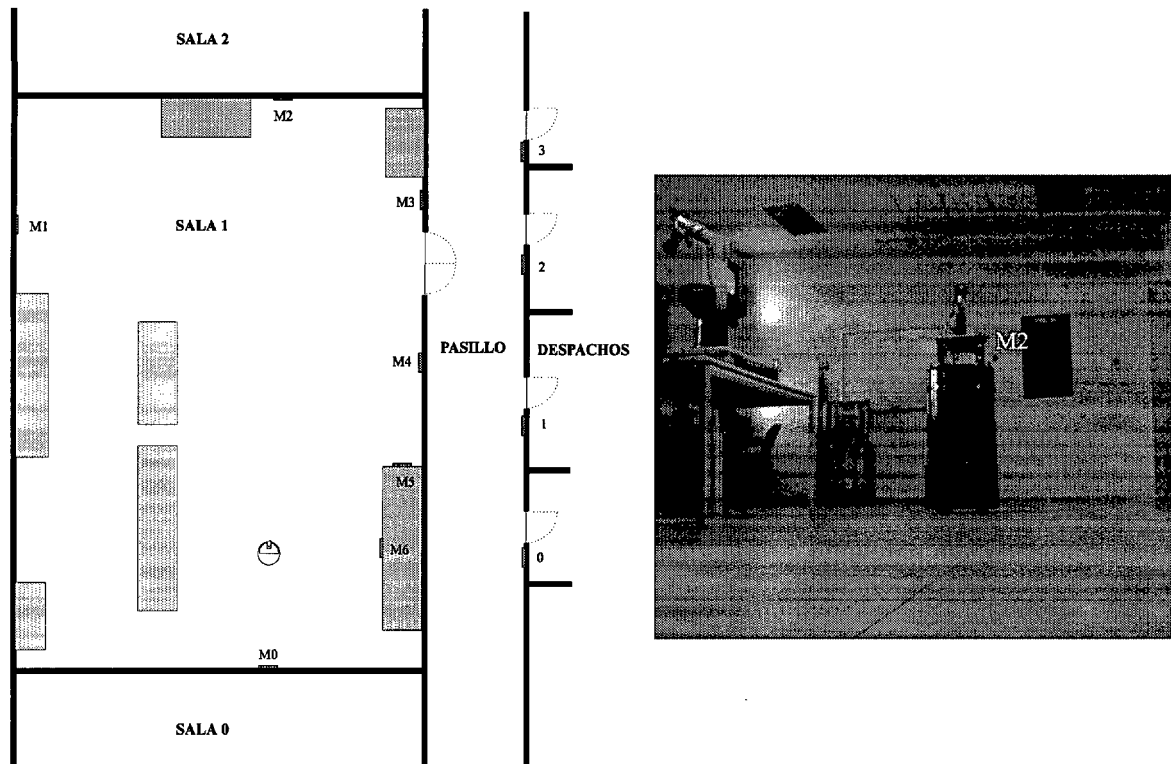 SALA 2
M2
3
M3
M1
SALA 1
2
M4
PASILLO
DESPACHOS
1
M5
M6
0
M0
SALA 0
M2